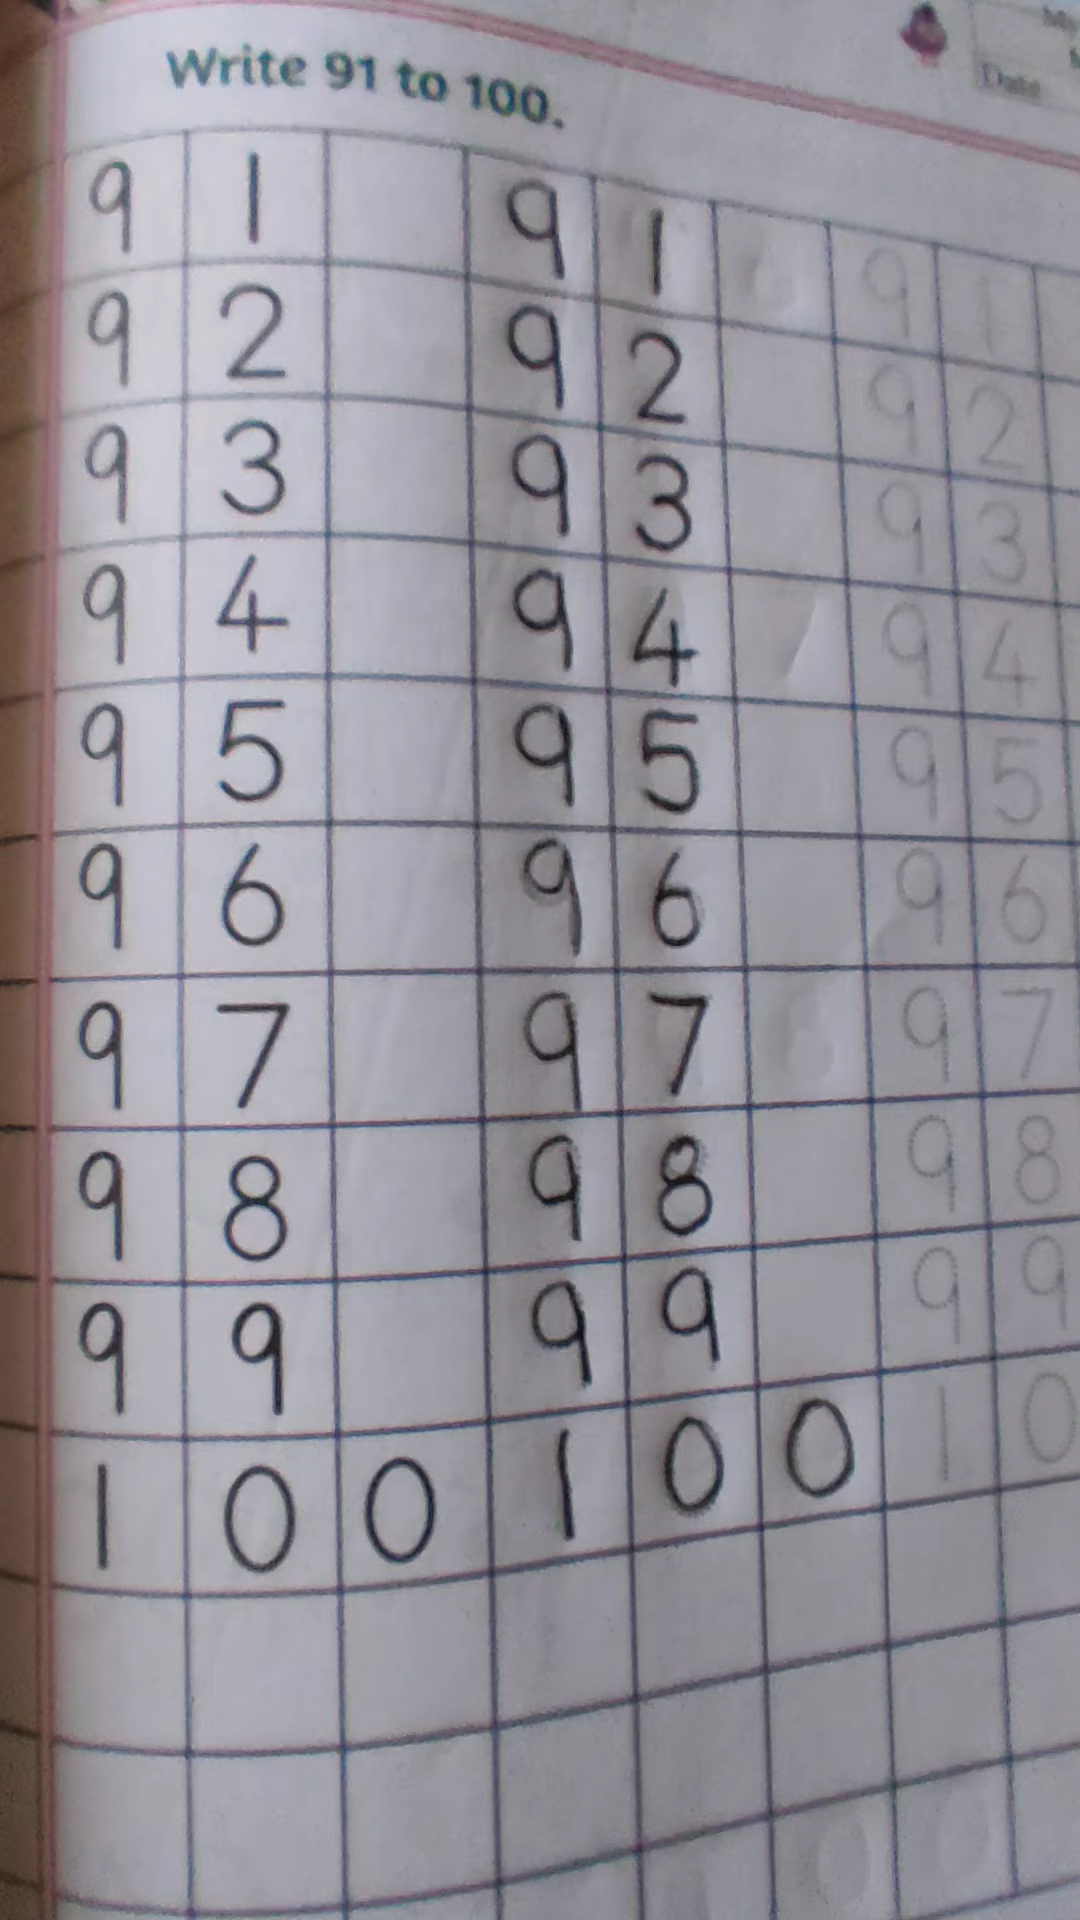 Date
Write 91 to 100.
91 91 91
92 92 92
93 93 93
94 94 94
95 95 95
96 96 96
97 97 97
98 98 98
99 99 99
100 100 10